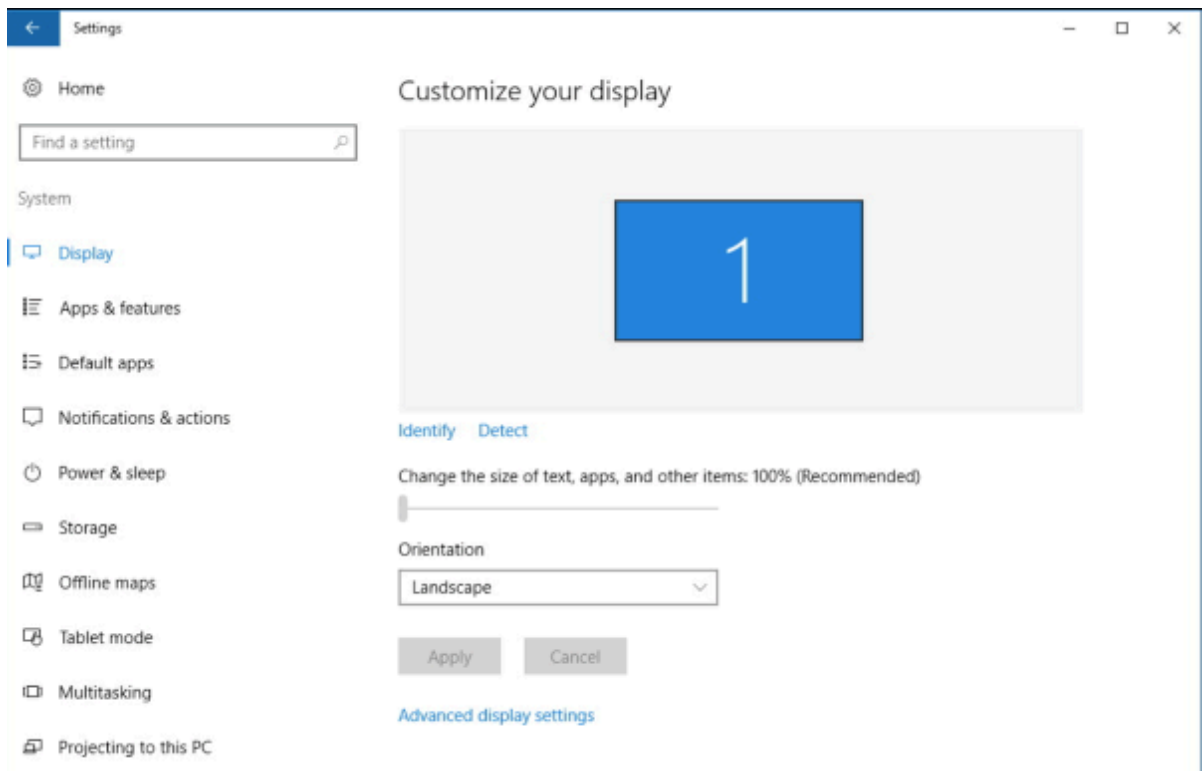 Settings
Home
Find a setting
System
Display
Apps & features
Default apps
Notifications & actions
Power & sleep
Storage
Offline maps
Tablet mode
Multitasking
Projecting to this PC
Customize your display
1
Identify Detect
Change the size of text, apps, and other items: 100% (Recommended)
Orientation
Landscape
Apply Cancel
Advanced display settings